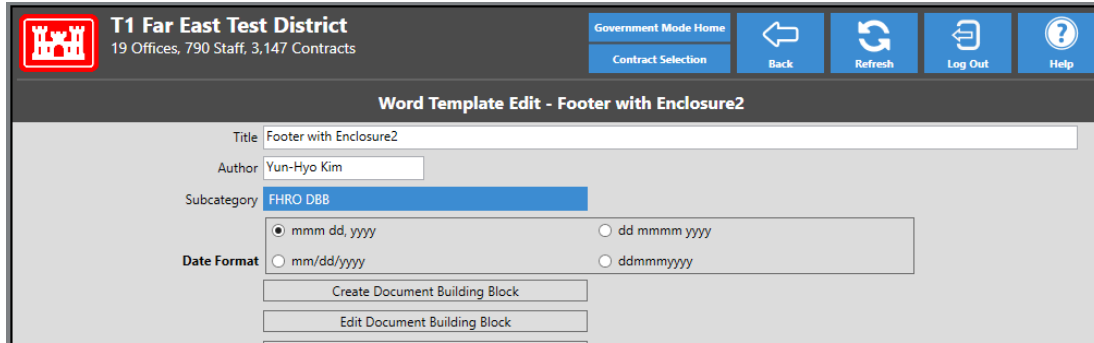 T1 Far East Test District
19 Offices, 790 Staff, 3,147 Contracts
Government Mode Home
Contract Selection
Back
Refresh
Log Out
?
Help
Word Template Edit - Footer with Enclosure2
Title Footer with Enclosure2
Author Yun-Hyo Kim
Subcategory FHRO DBB
mmm dd, yyyy dd mmmm yyyy
Date Format mm/dd/yyyy ddmmmyyyy
Create Document Building Block
Edit Document Building Block